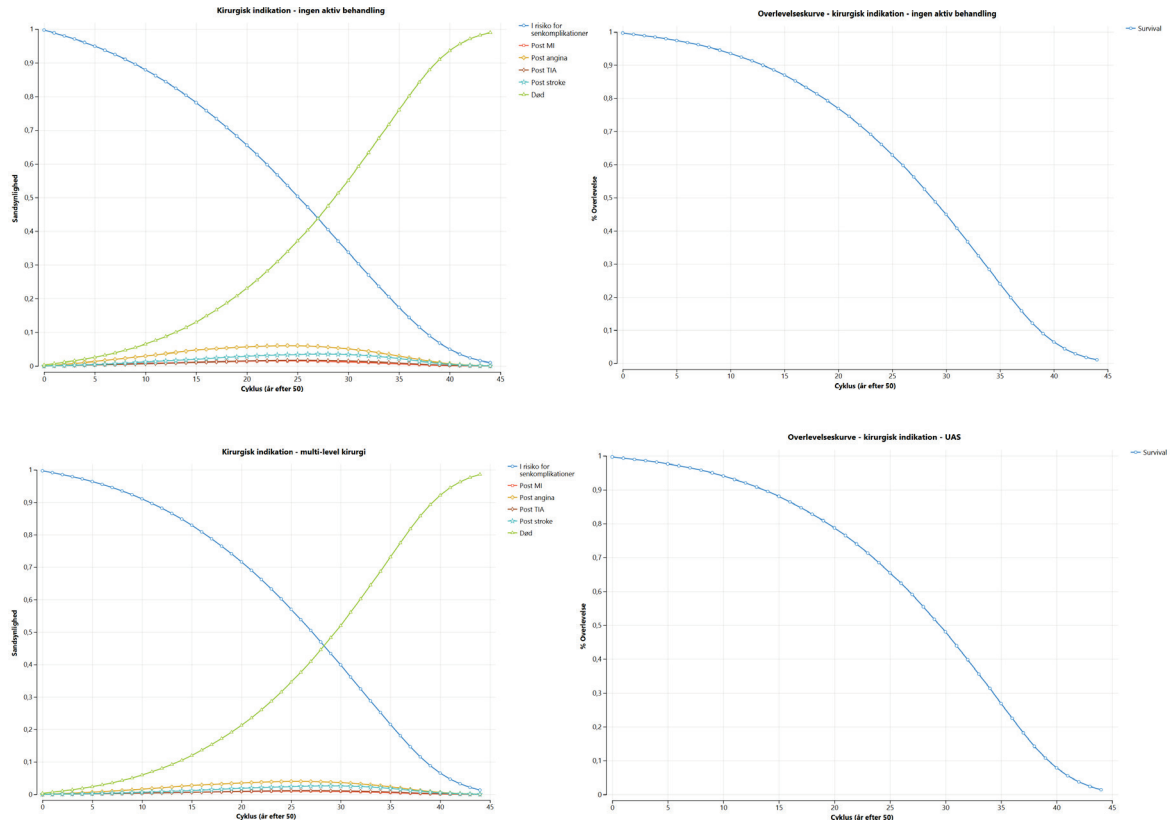 Kirurgisk indikation - ingen aktiv behandling
1
0,9
0,8
0,7
0,6
0,5
0,4
0,3
0,2
0,1
0
Sandsynlighed
0 5 10 15 20 25 30 35 40 45
Cyklus (år efter 50)
I risiko for
senkomplikationer
Post MI
Post angina
Post TIA
Post stroke
Død
Overlevelseskurve - kirurgisk indikation - ingen aktiv behandling
1
0,9
0,8
0,7
0,6
0,5
0,4
0,3
0,2
0,1
0
% Overlevelse
0 5 10 15 20 25 30 35 40 45
Cyklus (år efter 50)
Survival
Kirurgisk indikation - multi-level kirurgi
1
0,9
0,8
0,7
0,6
0,5
0,4
0,3
0,2
0,1
0
Sandsynlighed
0 5 10 15 20 25 30 35 40 45
Cyklus (år efter 50)
I risiko for
senkomplikationer
Post MI
Post angina
Post TIA
Post stroke
Død
Overlevelseskurve - kirurgisk indikation - UAS
1
0,9
0,8
0,7
0,6
0,5
0,4
0,3
0,2
0,1
0
% Overlevelse
0 5 10 15 20 25 30 35 40 45
Cyklus (år efter 50)
Survival